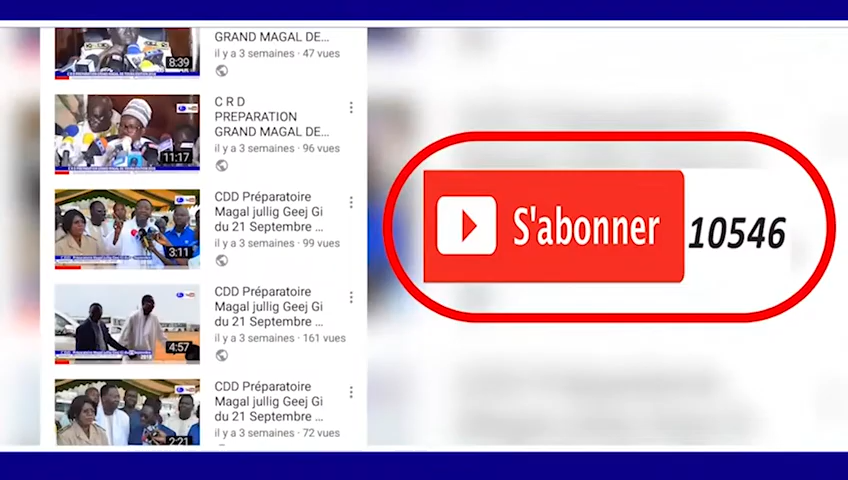 GRAND MAGAL DE...
il y a 3 semaines · 47 vues
8:39
C R D
PREPARATION
GRAND MAGAL DE...
il y a 3 semaines · 96 vues
11:17
CDD Préparatoire
Magal jullig Geej Gi
du 21 Septembre ...
il y a 3 semaines · 99 vues
3:11
CDD Préparatoire
Magal jullig Geej Gi
du 21 Septembre ...
il y a 3 semaines · 161 vues
4:57
CDD Préparatoire
Magal jullig Geej Gi
du 21 Septembre ...
il y a 3 semaines · 72 vues
2:21
S'abonner 10546